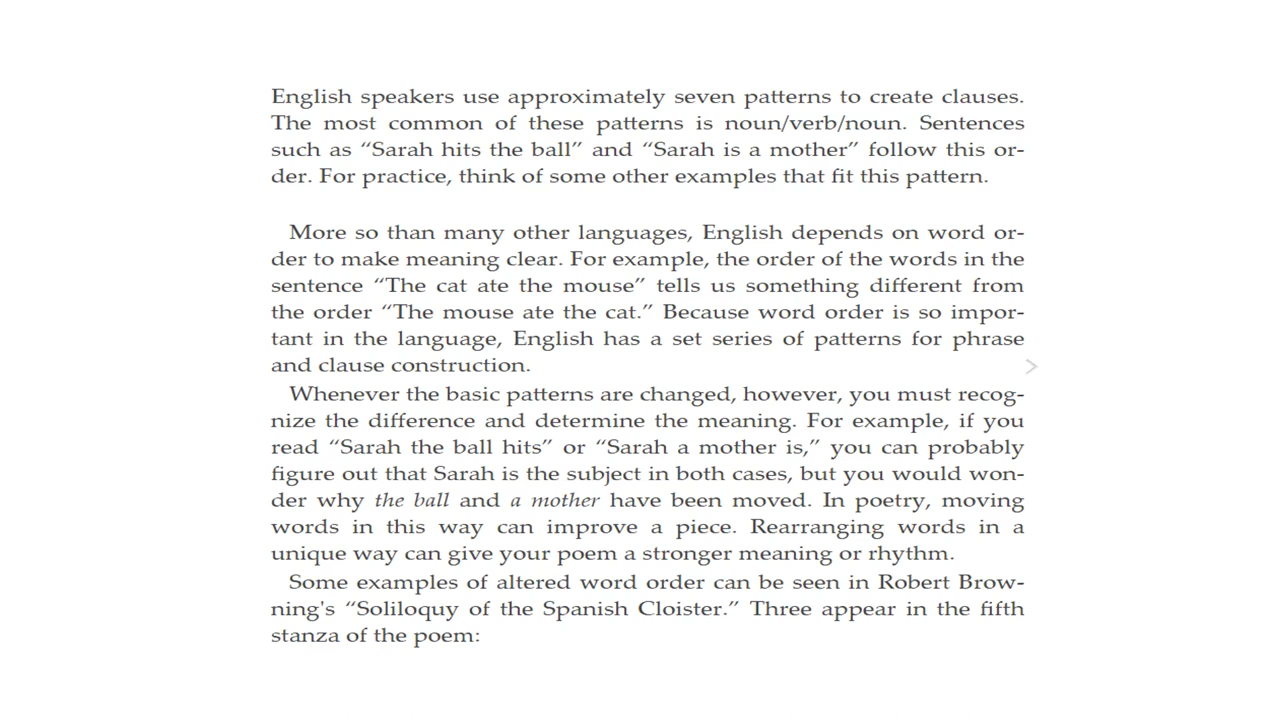 English speakers use approximately seven patterns to create clauses.
The most common of these patterns is noun/verb/noun. Sentences
such as “Sarah hits the ball” and “Sarah is a mother” follow this or-
der. For practice, think of some other examples that fit this pattern.
More so than many other languages, English depends on word or-
der to make meaning clear. For example, the order of the words in the
sentence “The cat ate the mouse” tells us something different from
the order “The mouse ate the cat.” Because word order is so impor-
tant in the language, English has a set series of patterns for phrase
and clause construction.
Whenever the basic patterns are changed, however, you must recog-
nize the difference and determine the meaning. For example, if you
read “Sarah the ball hits” or “Sarah a mother is,” you can probably
figure out that Sarah is the subject in both cases, but you would won-
der why the ball and a mother have been moved. In poetry, moving
words in this way can improve a piece. Rearranging words in a
unique way can give your poem a stronger meaning or rhythm.
Some examples of altered word order can be seen in Robert Brow-
ning's “Soliloquy of the Spanish Cloister.” Three appear in the fifth
stanza of the poem: